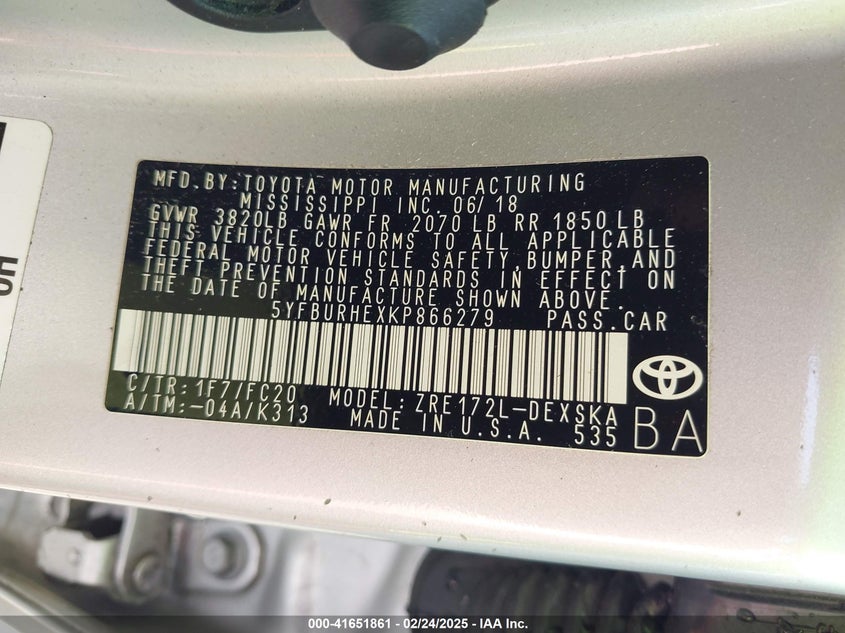 MFD. BY: TOYOTA MOTOR MANUFACTURING
MISSISSIPPI INC 06/18
GVWR 3820LB GAWR FR 2070 LB RR 1850 LB
THIS VEHICLE CONFORMS TO ALL APPLICABLE
FEDERAL MOTOR VEHICLE SAFETY, BUMPER, AND
THEFT PREVENTION STANDARDS IN EFFECT ON
THE DATE OF MANUFACTURE SHOWN ABOVE.
5YFBURHEXKP866279 PASS. CAR
C/TR: 1F7/FC20 MODEL: ZRE172L-DEXSKA
A/TM: -04A/K313 MADE IN U.S.A. 535
BA
000-41651861 / 02/24/2025 - IAA Inc.